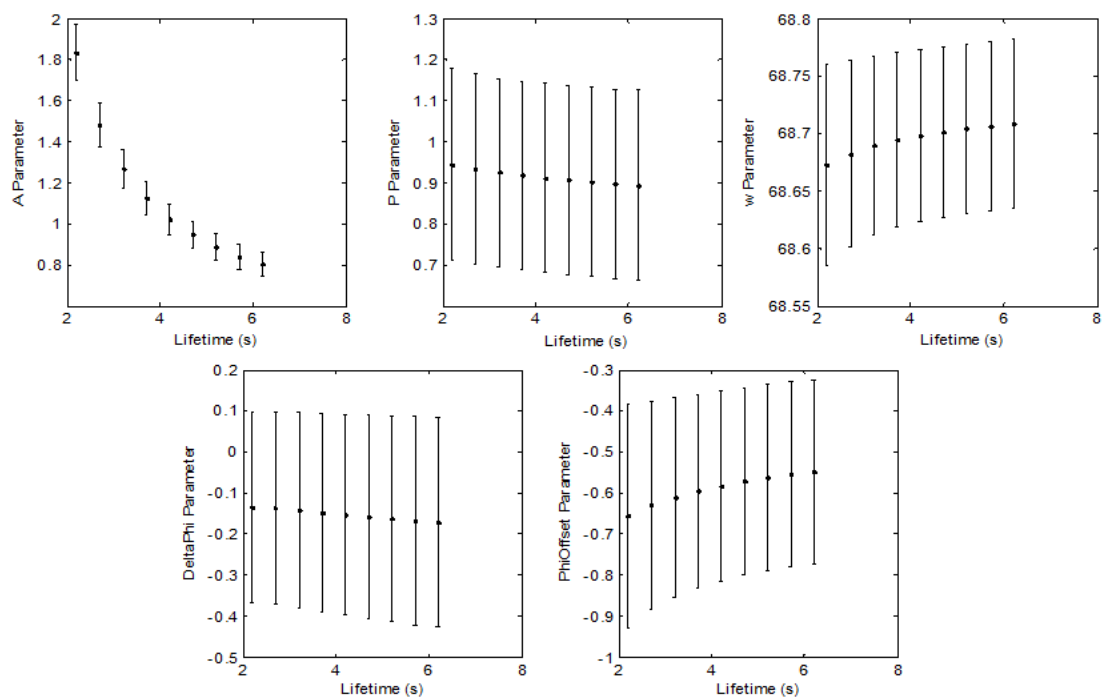 2
1.8
1.6
1.4
1.2
1
0.8
A Parameter
2 4 6 8
Lifetime (s)
1.3
1.2
1.1
1
0.9
0.8
0.7
P Parameter
2 4 6 8
Lifetime (s)
68.8
68.75
68.7
68.65
68.6
68.55
w Parameter
2 4 6 8
Lifetime (s)
0.2
0.1
0
-0.1
-0.2
-0.3
-0.4
-0.5
DeltaPhi Parameter
2 4 6 8
Lifetime (s)
-0.3
-0.4
-0.5
-0.6
-0.7
-0.8
-0.9
-1
PhiOffset Parameter
2 4 6 8
Lifetime (s)